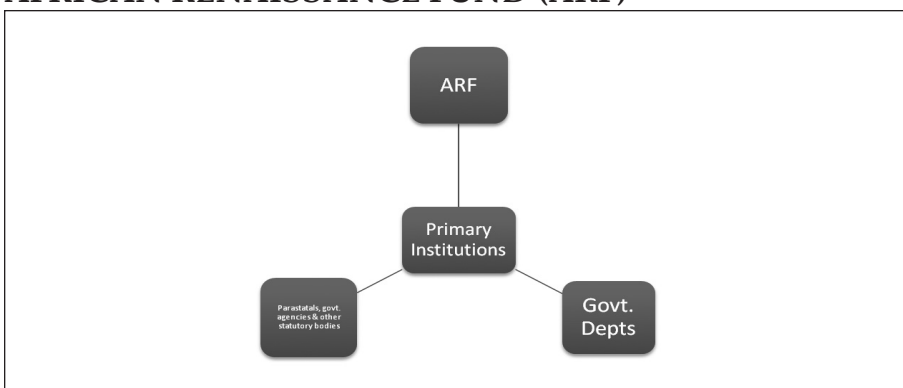 AFRICAN RENAISSANCE FUND (ARF)
ARF
Primary
Institutions
Parastatals, govt.
agencies & other
statutory bodies
Govt.
Depts